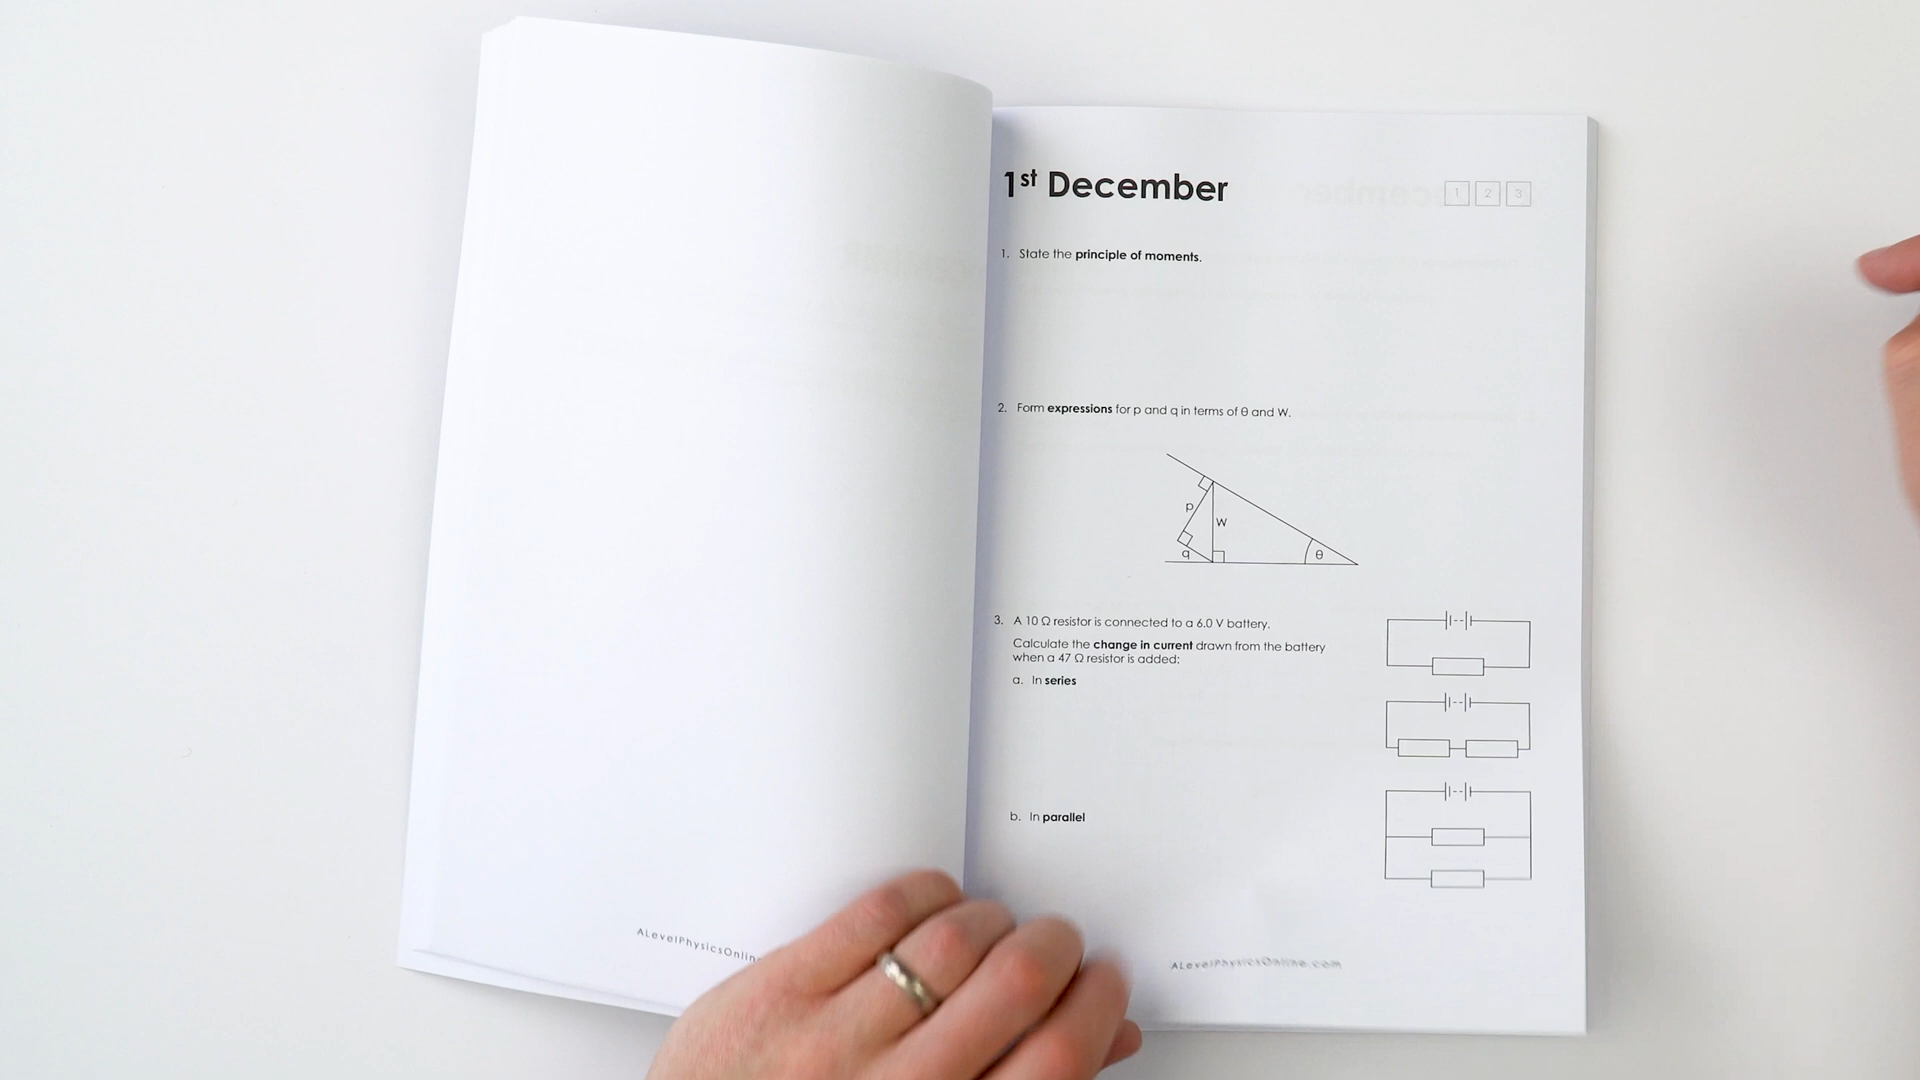 1st December
1 2 3
1. State the principle of moments.
2. Form expressions for p and q in terms of θ and W.
p
W
q
θ
3. A 10 Ω resistor is connected to a 6.0 V battery.
Calculate the change in current drawn from the battery
when a 47 Ω resistor is added:
a. In series
b. In parallel
ALevelPhysicsOnlin
ALevelPhysicsOnline.com